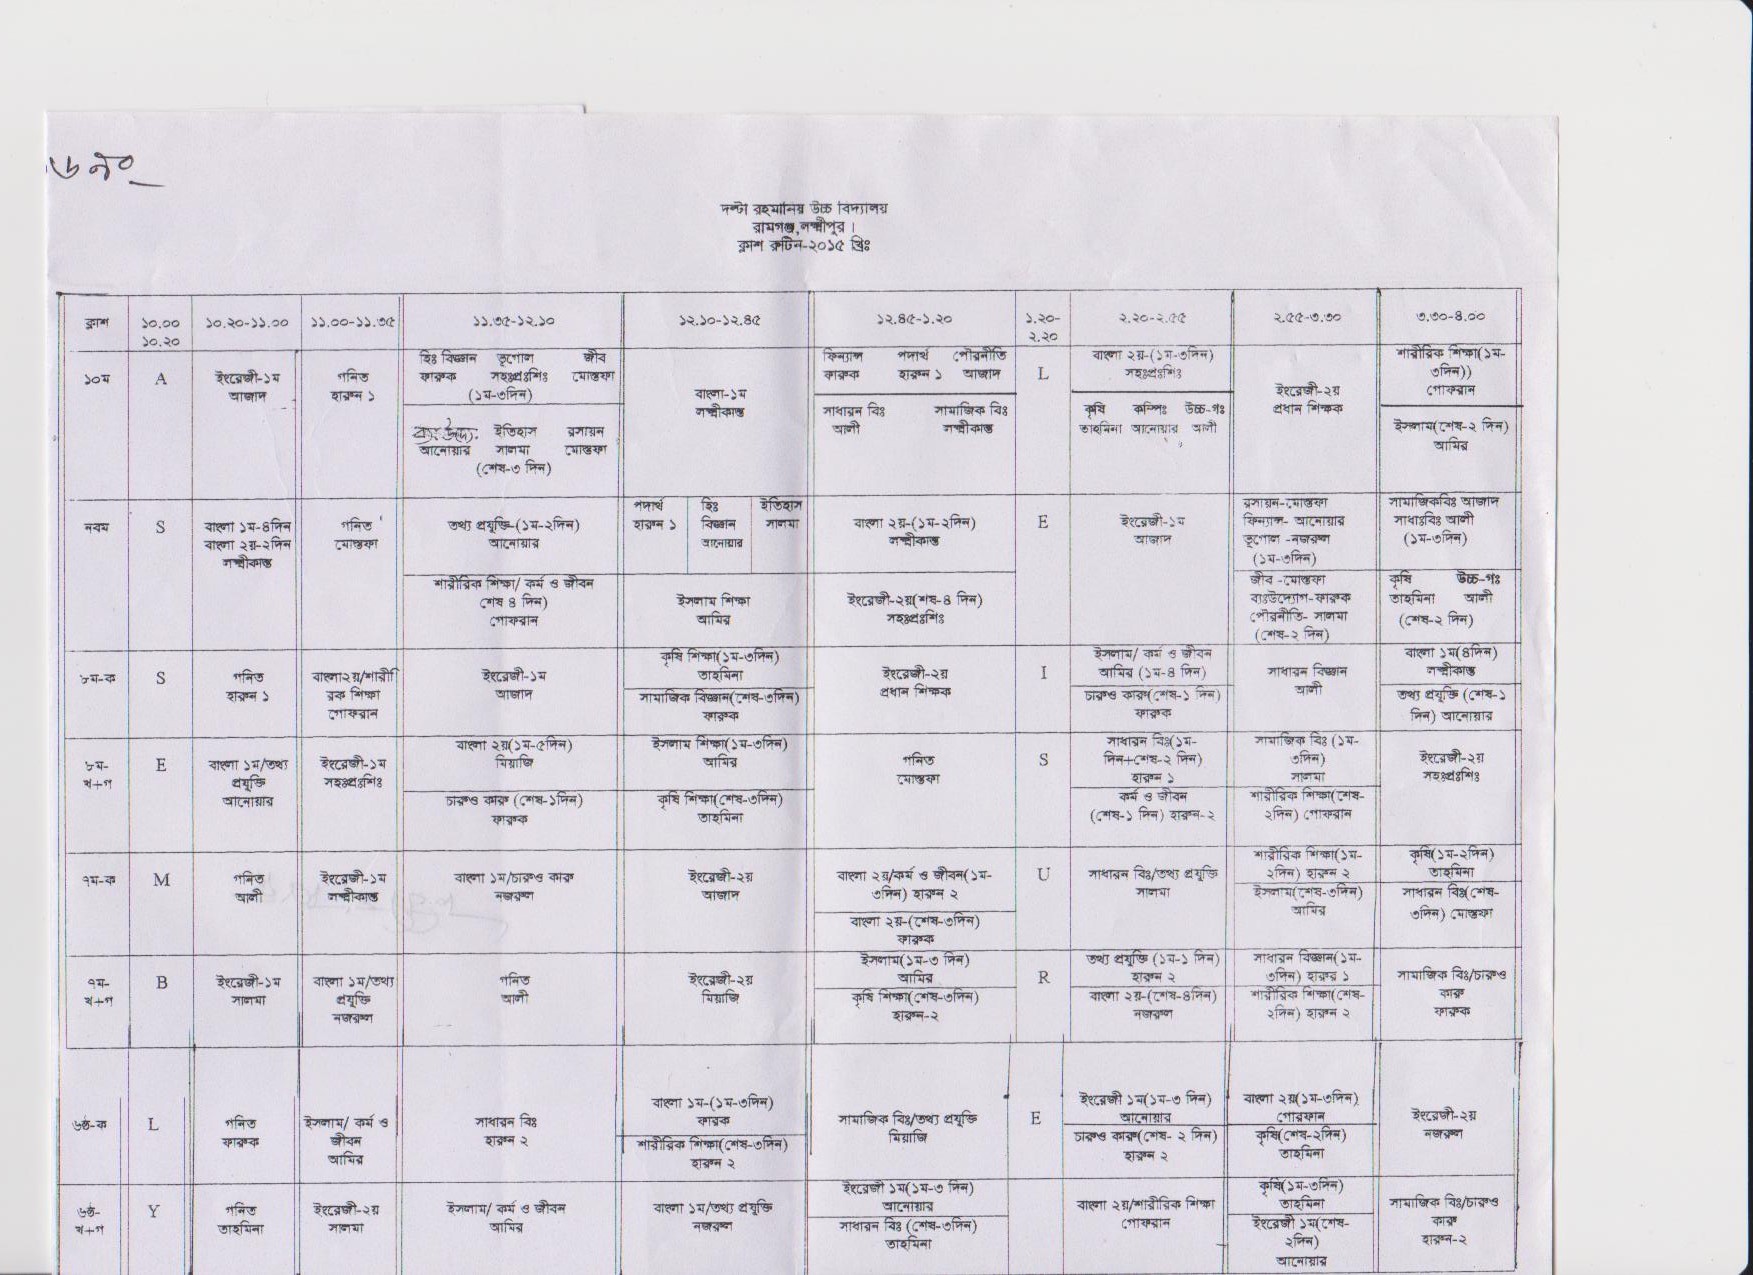 ৬ নং
দল্টা রহমানিয়া উচ্চ বিদ্যালয়
রামগঞ্জ,লক্ষ্মীপুর।
ক্লাশ রুটিন-২০১৫ খ্রিঃ
ক্লাশ ১০.০০ ১০.২০ ১০.২০-১১.০০ ১১.০০-১১.৩৫ ১১.৩৫-১২.১০ ১২.১০-১২.৪৫ ১২.৪৫-১.২০ ১.২০-২.২০ ২.২০-২.৫৫ ২.৫৫-৩.৩০ ৩.৩০-৪.০০
১০ম A
ইংরেজী-১ম
আজাদ
গনিত
হারুন ১
হিঃ বিজ্ঞান ভূগোল জীব
ফারুক সহঃপ্রঃশিঃ মোস্তফা
(১ম-৩দিন)
ইতিহাস রসায়ন
আনোয়ার সালমা মোস্তফা
(শেষ-৩ দিন)
বাংলা-১ম
লক্ষ্মীকান্ত
ফিন্যান্স পদার্থ পৌরনীতি
ফারুক হারুন ১ আজাদ
সাধারন বিঃ সামাজিক বিঃ
আলী লক্ষ্মীকান্ত
L
বাংলা ২য়-(১ম-৩দিন)
সহঃপ্রঃশিঃ
কৃষি কম্পিঃ উচ্চ-গঃ
তাহমিনা আনোয়ার আলী
ইংরেজী-২য়
প্রধান শিক্ষক
শারীরিক শিক্ষা(১ম-
৩দিন))
গোফরান
ইসলাম(শেষ-২ দিন)
আমির
নবম S
বাংলা ১ম-৪দিন
বাংলা ২য়-২দিন
লক্ষ্মীকান্ত
গনিত
মোস্তফা
তথ্য প্রযুক্তি-(১ম-২দিন)
আনোয়ার
শারীরিক শিক্ষা/ কর্ম ও জীবন
(শেষ ৪ দিন)
গোফরান
পদার্থ হিঃ ইতিহাস
হারুন ১ বিজ্ঞান সালমা
আনোয়ার
ইসলাম শিক্ষা
আমির
বাংলা ২য়-(১ম-২দিন)
লক্ষ্মীকান্ত
ইংরেজী-২য়(শেষ-৪ দিন)
সহঃপ্রঃশিঃ
E
ইংরেজী-১ম
আজাদ
রসায়ন-মোস্তফা
ফিন্যান্স- আনোয়ার
ভূগোল -নজরুল
(১ম-৩দিন)
জীব -মোস্তফা
ব্যঃউদ্যোগ-ফারুক
পৌরনীতি- সালমা
(শেষ-২ দিন)
সামাজিকবিঃ আজাদ
সাধাঃবিঃ আলী
(১ম-৩দিন)
কৃষি উচ্চ-গঃ
তাহমিনা আলী
(শেষ-২ দিন)
৮ম-ক S
গনিত
হারুন ১
বাংলা২য়/শারীরি
রক শিক্ষা
গোফরান
ইংরেজী-১ম
আজাদ
কৃষি শিক্ষা(১ম-৩দিন)
তাহমিনা
সামাজিক বিজ্ঞান(শেষ-৩দিন)
ফারুক
ইংরেজী-২য়
প্রধান শিক্ষক
I
ইসলাম/ কর্ম ও জীবন
আমির (১ম-৪ দিন)
চারুও কারু(শেষ-১ দিন)
ফারুক
সাধারন বিজ্ঞান
আলী
বাংলা ১ম(৪দিন)
লক্ষ্মীকান্ত
তথ্য প্রযুক্তি (শেষ-১
দিন) আনোয়ার
৮ম-
খ+গ
E
বাংলা ১ম/তথ্য
প্রযুক্তি
আনোয়ার
ইংরেজী-১ম
সহঃপ্রঃশিঃ
বাংলা ২য়(১ম-৫দিন)
মিয়াজি
চারুও কারু (শেষ-১দিন)
ফারুক
ইসলাম শিক্ষা(১ম-৩দিন)
আমির
কৃষি শিক্ষা(শেষ-৩দিন)
তাহমিনা
গনিত
মোস্তফা
S
সাধারন বিঃ(১ম-
দিন+শেষ-২ দিন)
হারুন ১
কর্ম ও জীবন
(শেষ-১ দিন) হারুন-২
সামাজিক বিঃ (১ম-
৩দিন)
সালমা
শারীরিক শিক্ষা(শেষ-
২দিন) গোফরান
ইংরেজী-২য়
সহঃপ্রঃশিঃ
৭ম-ক M
গনিত
আলী
ইংরেজী-১ম
লক্ষ্মীকান্ত
বাংলা ১ম/চারুও কারু
নজরুল
ইংরেজী-২য়
আজাদ
বাংলা ২য়/কর্ম ও জীবন(১ম-
৩দিন) হারুন ২
বাংলা ২য়-(শেষ-৩দিন)
ফারুক
U
সাধারন বিঃ/তথ্য প্রযুক্তি
সালমা
শারীরিক শিক্ষা(১ম-
২দিন) হারুন ২
ইসলাম(শেষ-৩দিন)
আমির
কৃষি(১ম-২দিন)
তাহমিনা
সাধারন বিঃ(শেষ-
৩দিন) মোস্তফা
৭ম-
খ+গ
B
ইংরেজী-১ম
সালমা
বাংলা ১ম/তথ্য
প্রযুক্তি
নজরুল
গনিত
আলী
ইংরেজী-২য়
মিয়াজি
ইসলাম(১ম-৩ দিন)
আমির
কৃষি শিক্ষা(শেষ-৩দিন)
হারুন-২
R
তথ্য প্রযুক্তি (১ম-১ দিন)
হারুন ২
বাংলা ২য়-(শেষ-৪দিন)
নজরুল
সাধারন বিজ্ঞান(১ম-
৩দিন) হারুন ১
শারীরিক শিক্ষা(শেষ-
২দিন) হারুন ২
সামাজিক বিঃ/চারুও
কারু
ফারুক
৬ষ্ঠ-ক L
গনিত
ফারুক
ইসলাম/ কর্ম ও
জীবন
আমির
সাধারন বিঃ
হারুন ২
বাংলা ১ম-(১ম-৩দিন)
ফারুক
শারীরিক শিক্ষা(শেষ-৩দিন)
হারুন ২
সামাজিক বিঃ/তথ্য প্রযুক্তি
মিয়াজি
E
ইংরেজী ১ম(১ম-৩ দিন)
আনোয়ার
চারুও কারু(শেষ- ২ দিন)
হারুন ২
বাংলা ২য়(১ম-৩দিন)
গোরফান
কৃষি(শেষ-২দিন)
তাহমিনা
ইংরেজী-২য়
নজরুল
৬ষ্ঠ-
খ+গ
Y
গনিত
তাহমিনা
ইংরেজী-২য়
সালমা
ইসলাম/ কর্ম ও জীবন
আমির
বাংলা ১ম/তথ্য প্রযুক্তি
নজরুল
ইংরেজী ১ম(১ম-৩ দিন)
আনোয়ার
সাধারন বিঃ (শেষ-৩দিন)
তাহমিনা
বাংলা ২য়/শারীরিক শিক্ষা
গোফরান
কৃষি(১ম-৩দিন)
তাহমিনা
ইংরেজী ১ম(শেষ-
২দিন)
আনোয়ার
সামাজিক বিঃ/চারুও
কারু
হারুন-২